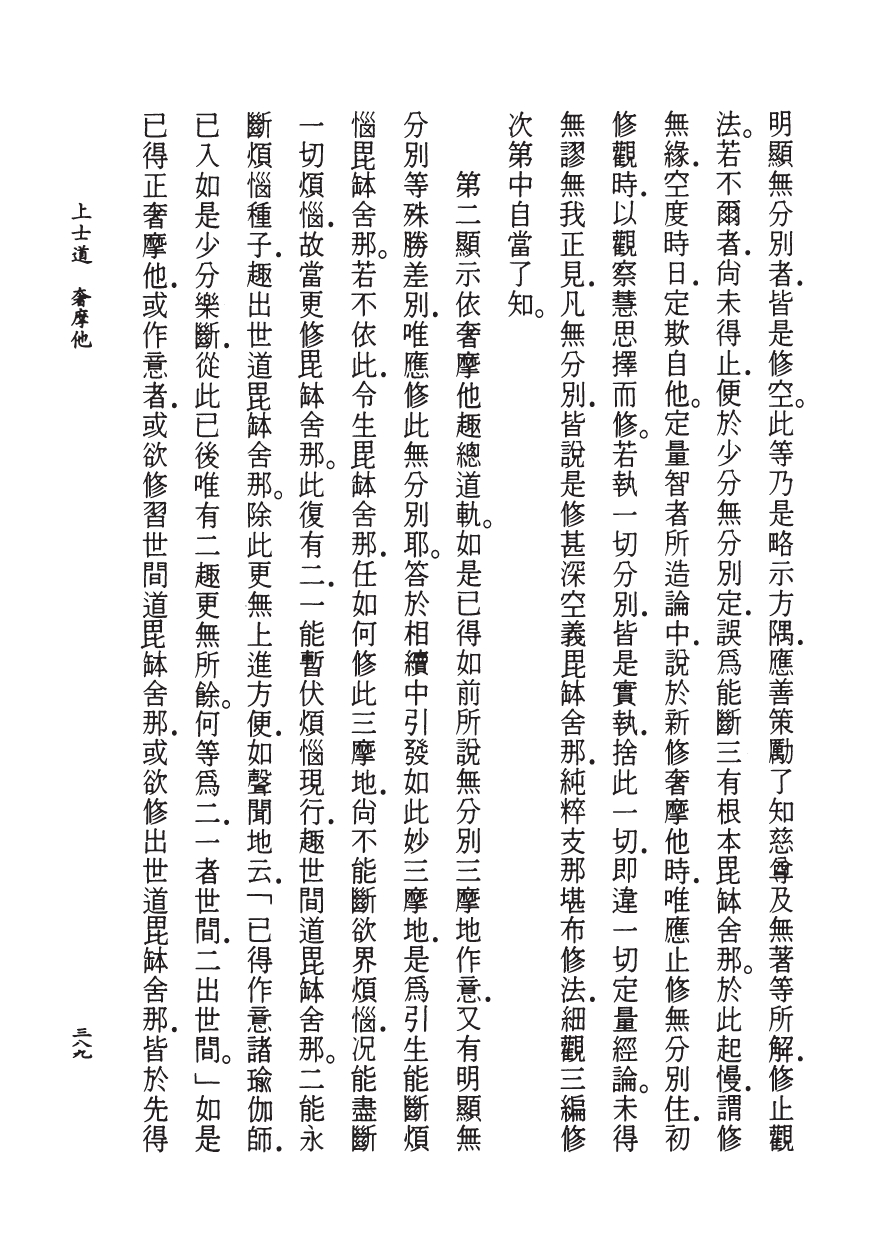 明顯無分別者．皆是修空。此等乃是略示方隅．應善策勵了知慈尊及無著等所解．修止觀
法。若不爾者．尚未得止．便於少分無分別定．誤爲能斷三有根本毘缽舍那。於此起慢．謂修
無緣．空度時日．定欺自他。定量智者所造論中．說於新修奢摩他時．唯應止修無分別住．初
修觀時．以觀察慧思擇而修。若執一切分別．皆是實執．捨此一切．即違一切定量經論。未得
無謬無我正見．凡無分別．皆說是修甚深空義毘缽舍那．純粹支那堪布修法．細觀三編修
次第中自當了知。
第二顯示依奢摩他趣總道軌。如是已得如前所說無分別三摩地作意．又有明顯無
分別等殊勝差別．唯應修此無分別耶。答於相續中引發如此妙三摩地．是爲引生能斷煩
惱毘缽舍那。若不依此．令生毘缽舍那．任如何修此三摩地．尚不能斷欲界煩惱．況能盡斷
一切煩惱．故當更修毘缽舍那。此復有二．一能暫伏煩惱現行．趣世間道毘缽舍那。二能永
斷煩惱種子．趣出世道毘缽舍那。除此更無上進方便．如聲聞地云．「已得作意諸瑜伽師．
已入如是少分樂斷．從此已後唯有二趣更無所餘。何等爲二．一者世間．二出世間。」如是
已得正奢摩他．或作意者．或欲修習世間道毘缽舍那．或欲修出世道毘缽舍那．皆於先得
上士道　奢摩他
三八九